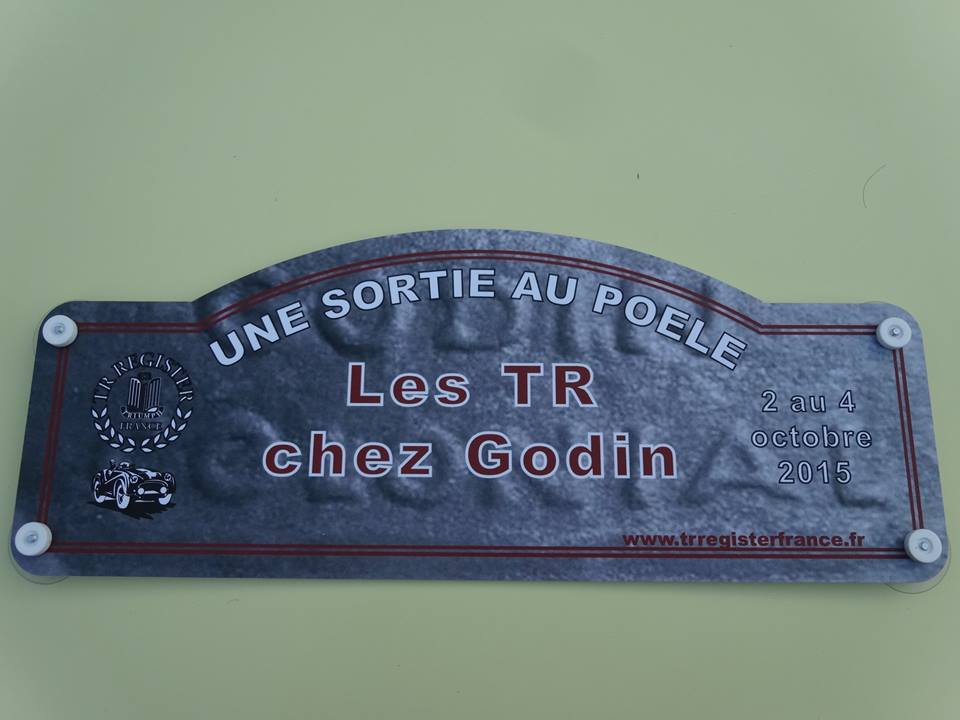 UNE SORTIE AU POELE
Les TR
chez Godin
2 au 4
octobre
2015
TR REGISTER
TRIUMPH
FRANCE
www.trregisterfrance.fr